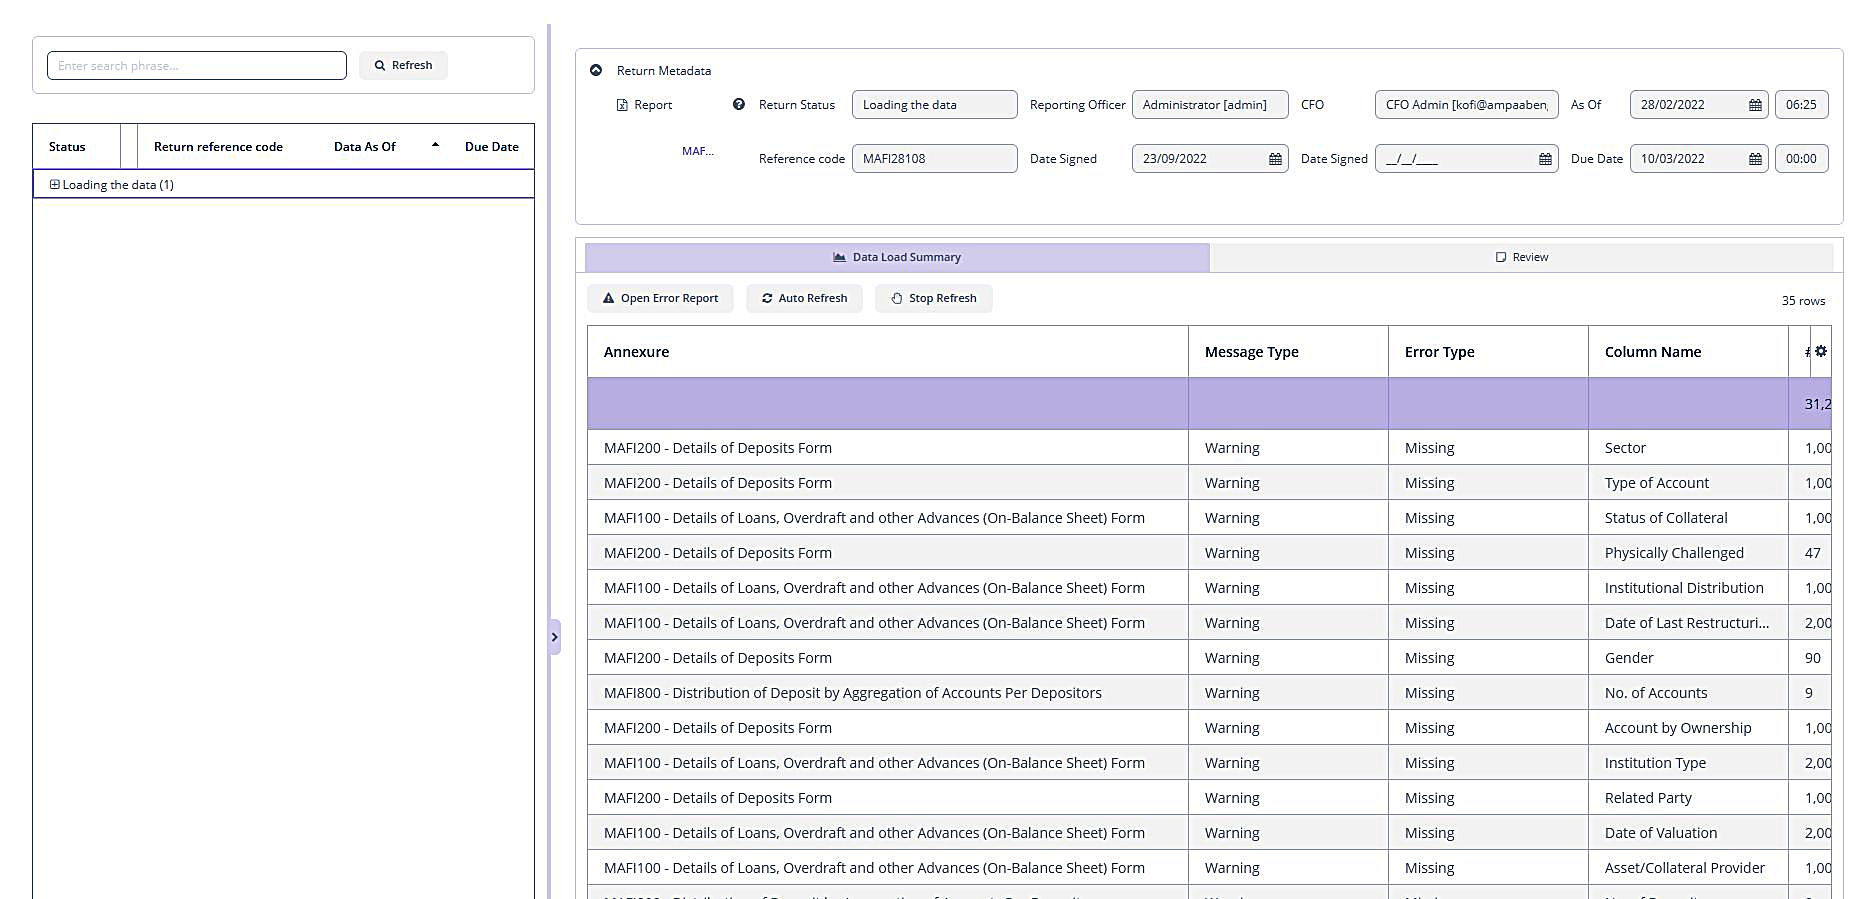 Enter search phrase...
Refresh
Status
Return reference code
Data As Of
Due Date
Loading the data (1)
Return Metadata
Report
Return Status
Loading the data
Reporting Officer
Administrator [admin]
CFO
CFO Admin [kofi@ampaaben,
As Of
28/02/2022
06:25
MAF...
Reference code
MAFI28108
Date Signed
23/09/2022
Date Signed
__/__/____
Due Date
10/03/2022
00:00
Data Load Summary
Review
Open Error Report
Auto Refresh
Stop Refresh
35 rows
Annexure Message Type Error Type Column Name #
31,2
MAFI200 - Details of Deposits Form Warning Missing Sector 1,00
MAFI200 - Details of Deposits Form Warning Missing Type of Account 1,00
MAFI100 - Details of Loans, Overdraft and other Advances (On-Balance Sheet) Form Warning Missing Status of Collateral 1,00
MAFI200 - Details of Deposits Form Warning Missing Physically Challenged 47
MAFI100 - Details of Loans, Overdraft and other Advances (On-Balance Sheet) Form Warning Missing Institutional Distribution 1,00
MAFI100 - Details of Loans, Overdraft and other Advances (On-Balance Sheet) Form Warning Missing Date of Last Restructuri... 2,00
MAFI200 - Details of Deposits Form Warning Missing Gender 90
MAFI800 - Distribution of Deposit by Aggregation of Accounts Per Depositors Warning Missing No. of Accounts 9
MAFI200 - Details of Deposits Form Warning Missing Account by Ownership 1,00
MAFI100 - Details of Loans, Overdraft and other Advances (On-Balance Sheet) Form Warning Missing Institution Type 2,00
MAFI200 - Details of Deposits Form Warning Missing Related Party 1,00
MAFI100 - Details of Loans, Overdraft and other Advances (On-Balance Sheet) Form Warning Missing Date of Valuation 2,00
MAFI100 - Details of Loans, Overdraft and other Advances (On-Balance Sheet) Form Warning Missing Asset/Collateral Provider 1,00